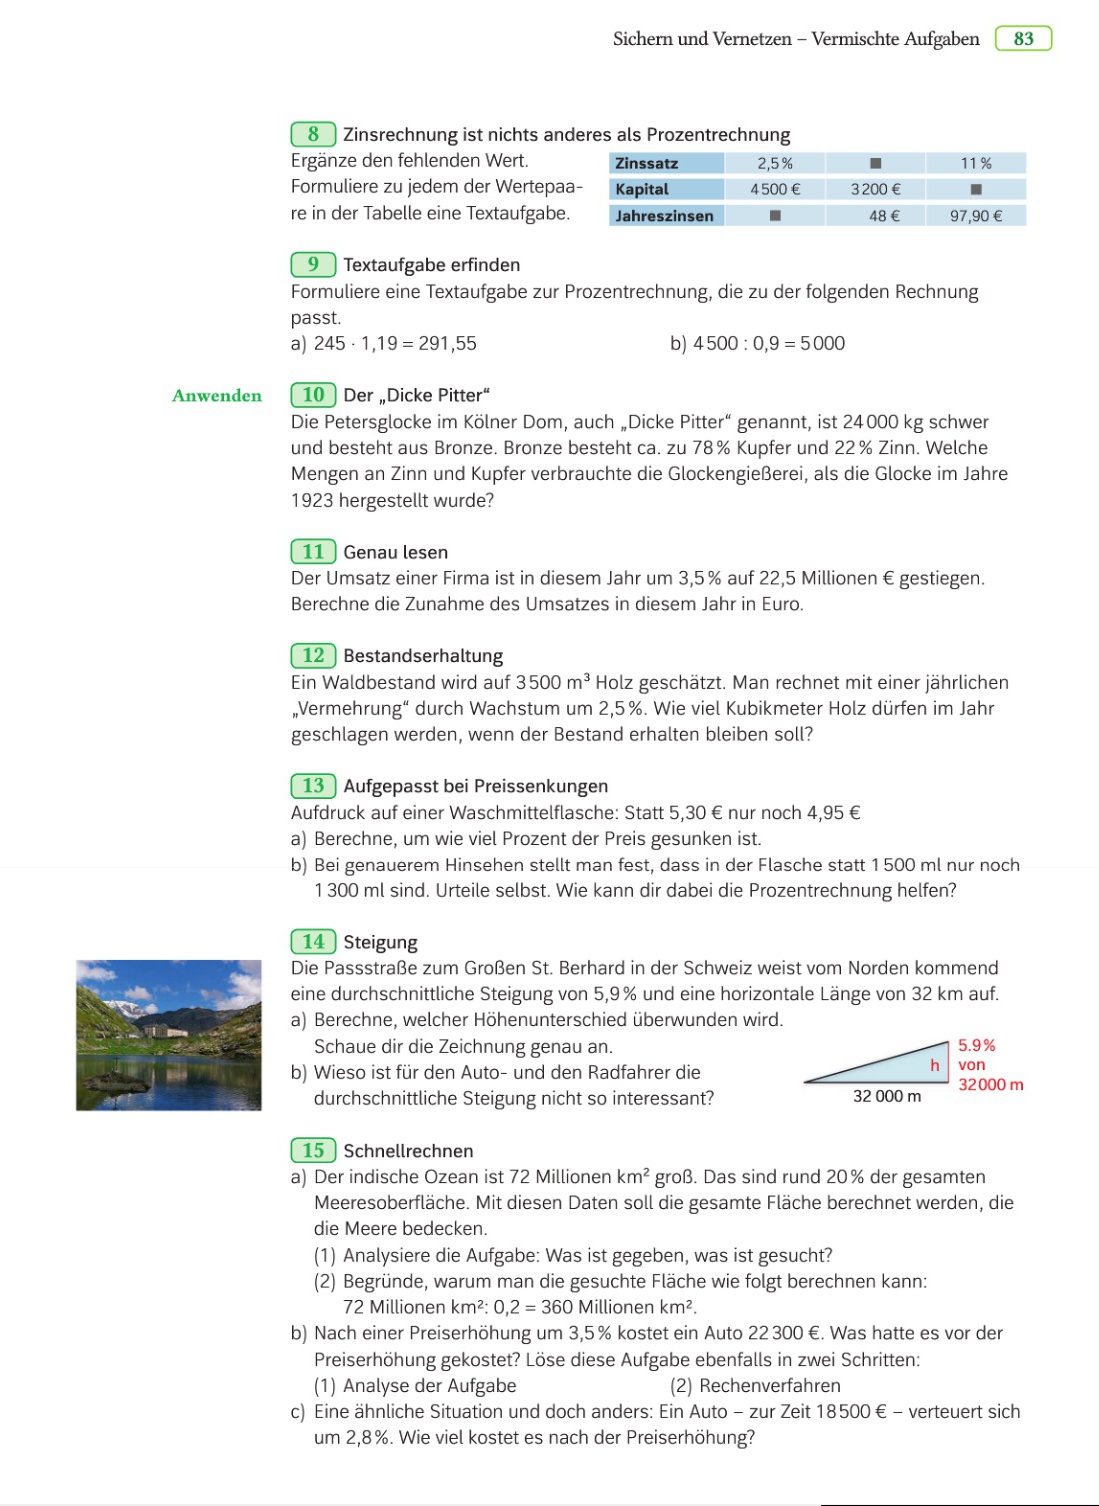 Sichern und Vernetzen – Vermischte Aufgaben 83
8 Zinsrechnung ist nichts anderes als Prozentrechnung
Ergänze den fehlenden Wert.
Formuliere zu jedem der Wertepaa-
re in der Tabelle eine Textaufgabe.
Zinssatz 2,5 % ■ 11 %
Kapital 4 500 € 3 200 € ■
Jahreszinsen ■ 48 € 97,90 €
9 Textaufgabe erfinden
Formuliere eine Textaufgabe zur Prozentrechnung, die zu der folgenden Rechnung
passt.
a) 245 · 1,19 = 291,55 b) 4 500 : 0,9 = 5 000
Anwenden
10 Der „Dicke Pitter“
Die Petersglocke im Kölner Dom, auch „Dicke Pitter“ genannt, ist 24 000 kg schwer
und besteht aus Bronze. Bronze besteht ca. zu 78 % Kupfer und 22 % Zinn. Welche
Mengen an Zinn und Kupfer verbrauchte die Glockengießerei, als die Glocke im Jahre
1923 hergestellt wurde?
11 Genau lesen
Der Umsatz einer Firma ist in diesem Jahr um 3,5 % auf 22,5 Millionen € gestiegen.
Berechne die Zunahme des Umsatzes in diesem Jahr in Euro.
12 Bestandserhaltung
Ein Waldbestand wird auf 3 500 m³ Holz geschätzt. Man rechnet mit einer jährlichen
„Vermehrung“ durch Wachstum um 2,5 %. Wie viel Kubikmeter Holz dürfen im Jahr
geschlagen werden, wenn der Bestand erhalten bleiben soll?
13 Aufgepasst bei Preissenkungen
Aufdruck auf einer Waschmittelflasche: Statt 5,30 € nur noch 4,95 €
a) Berechne, um wie viel Prozent der Preis gesunken ist.
b) Bei genauerem Hinsehen stellt man fest, dass in der Flasche statt 1 500 ml nur noch
1 300 ml sind. Urteile selbst. Wie kann dir dabei die Prozentrechnung helfen?
14 Steigung
Die Passstraße zum Großen St. Berhard in der Schweiz weist vom Norden kommend
eine durchschnittliche Steigung von 5,9 % und eine horizontale Länge von 32 km auf.
a) Berechne, welcher Höhenunterschied überwunden wird.
Schaue dir die Zeichnung genau an.
b) Wieso ist für den Auto- und den Radfahrer die
durchschnittliche Steigung nicht so interessant?
5.9 %
h von
32 000 m
32 000 m
15 Schnellrechnen
a) Der indische Ozean ist 72 Millionen km² groß. Das sind rund 20 % der gesamten
Meeresoberfläche. Mit diesen Daten soll die gesamte Fläche berechnet werden, die
die Meere bedecken.
(1) Analysiere die Aufgabe: Was ist gegeben, was ist gesucht?
(2) Begründe, warum man die gesuchte Fläche wie folgt berechnen kann:
72 Millionen km²: 0,2 = 360 Millionen km².
b) Nach einer Preiserhöhung um 3,5 % kostet ein Auto 22 300 €. Was hatte es vor der
Preiserhöhung gekostet? Löse diese Aufgabe ebenfalls in zwei Schritten:
(1) Analyse der Aufgabe (2) Rechenverfahren
c) Eine ähnliche Situation und doch anders: Ein Auto – zur Zeit 18 500 € – verteuert sich
um 2,8 %. Wie viel kostet es nach der Preiserhöhung?